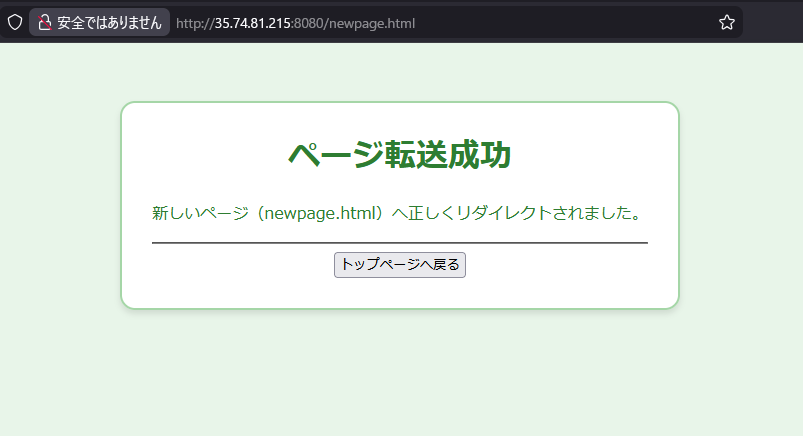 安全ではありません http://35.74.81.215:8080/newpage.html
ページ転送成功
新しいページ（newpage.html）へ正しくリダイレクトされました。
トップページへ戻る